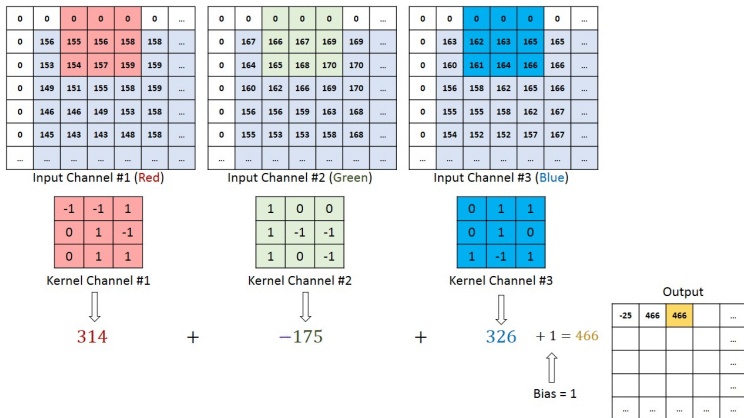 0 0 0 0 0 0 ...
0 156 155 156 158 158 ...
0 153 154 157 159 159 ...
0 149 151 155 158 159 ...
0 146 146 149 153 158 ...
0 145 143 143 148 158 ...
... ... ... ... ... ... ...
Input Channel #1 (Red)
0 0 0 0 0 0 ...
0 167 166 167 169 169 ...
0 164 165 168 170 170 ...
0 160 162 166 169 170 ...
0 156 156 159 163 168 ...
0 155 153 153 158 168 ...
... ... ... ... ... ... ...
Input Channel #2 (Green)
0 0 0 0 0 0 ...
0 163 162 163 165 165 ...
0 160 161 164 166 166 ...
0 156 158 162 165 166 ...
0 155 155 158 162 167 ...
0 154 152 152 157 167 ...
... ... ... ... ... ... ...
Input Channel #3 (Blue)
-1 -1 1
0 1 -1
0 1 1
Kernel Channel #1
1 0 0
1 -1 -1
1 0 -1
Kernel Channel #2
0 1 1
0 1 0
1 -1 1
Kernel Channel #3
314 + −175 + 326 + 1 = 466
Bias = 1
Output
-25 466 466 ...
...
...
...
... ... ... ... ...